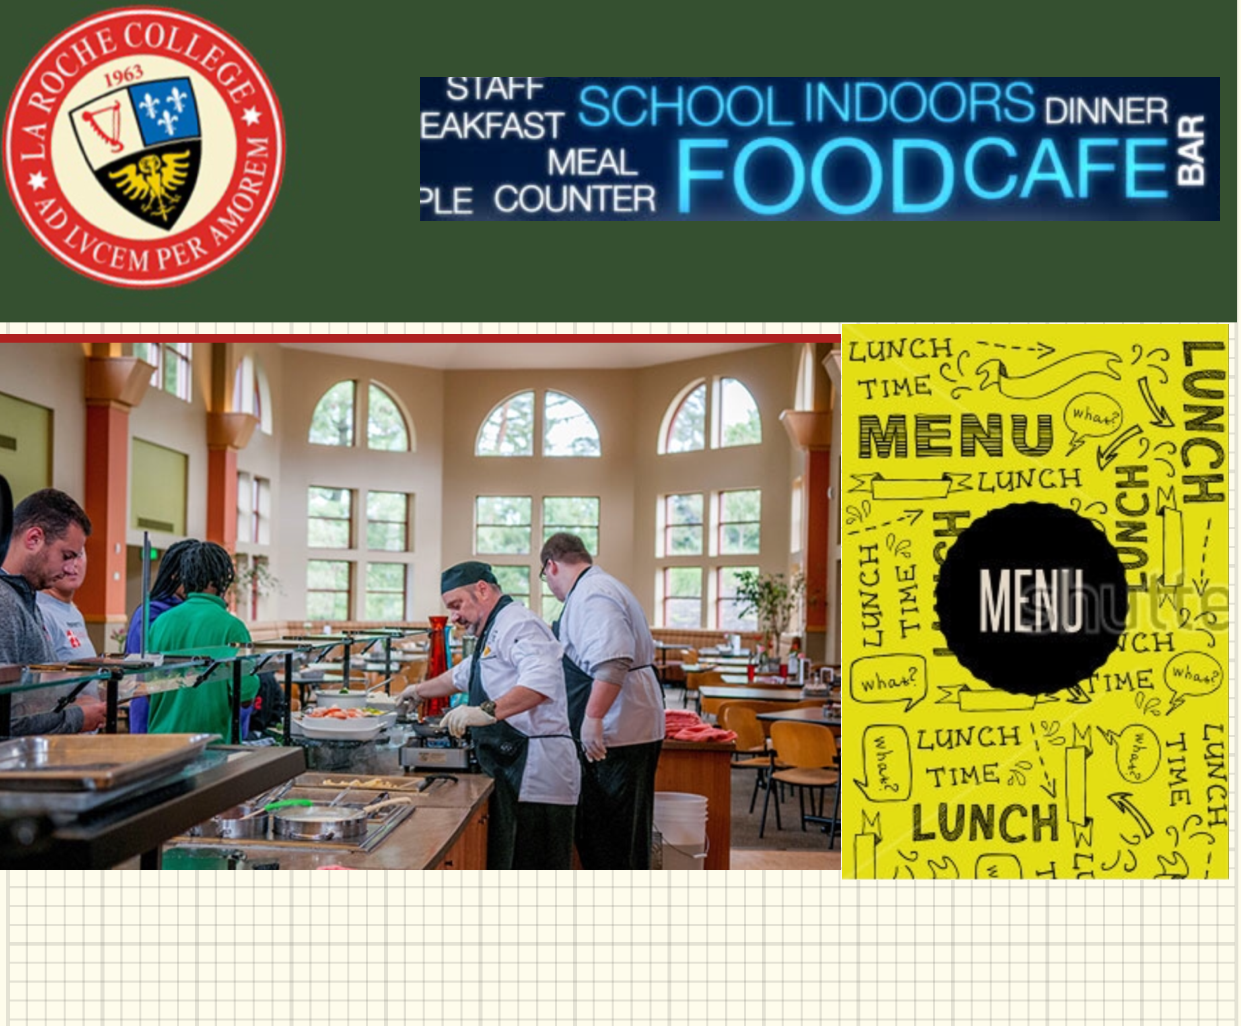 LA ROCHE COLLEGE
1963
AD LVCEM PER AMOREM
STAFF
EAKFAST SCHOOL INDOORS DINNER
MEAL FOOD CAFE BAR
PLE COUNTER
LUNCH
TIME
MENU
what?
LUNCH
LUNCH
LUNCH
LUNCH
TIME
MENU
shutte
NCH
what?
TIME
what?
what?
LUNCH
TIME
what?
TIME
LUNCH
LUNCH